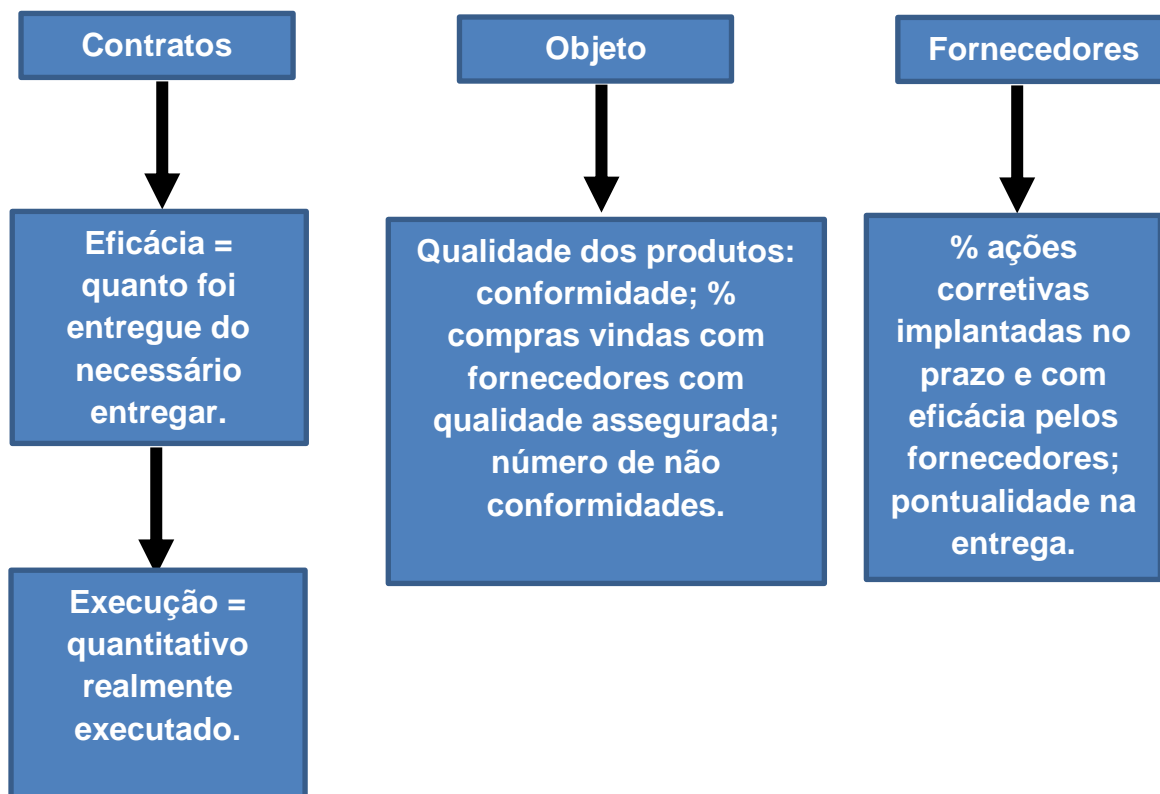 Contratos
Eficácia =
quanto foi
entregue do
necessário
entregar.
Execução =
quantitativo
realmente
executado.
Objeto
Qualidade dos produtos:
conformidade; %
compras vindas com
fornecedores com
qualidade assegurada;
número de não
conformidades.
Fornecedores
% ações
corretivas
implantadas no
prazo e com
eficácia pelos
fornecedores;
pontualidade na
entrega.